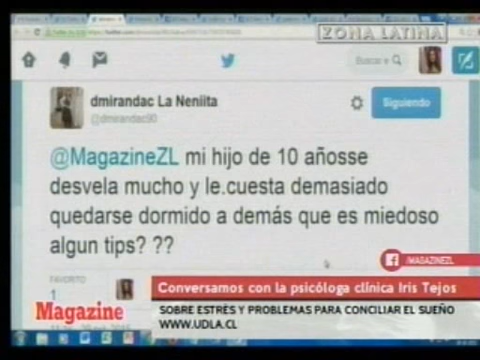 ZONA LATINA
Buscar e
dmirandac La Neniita
@dmirandac90
Siguiendo
@MagazineZL mi hijo de 10 añosse
desvela mucho y le.cuesta demasiado
quedarse dormido a demás que es miedoso
algun tips? ??
FAVORITO
1
/MAGAZINEZL
Conversamos con la psicóloga clínica Iris Tejos
Magazine
SOBRE ESTRÉS Y PROBLEMAS PARA CONCILIAR EL SUEÑO
WWW.UDLA.CL